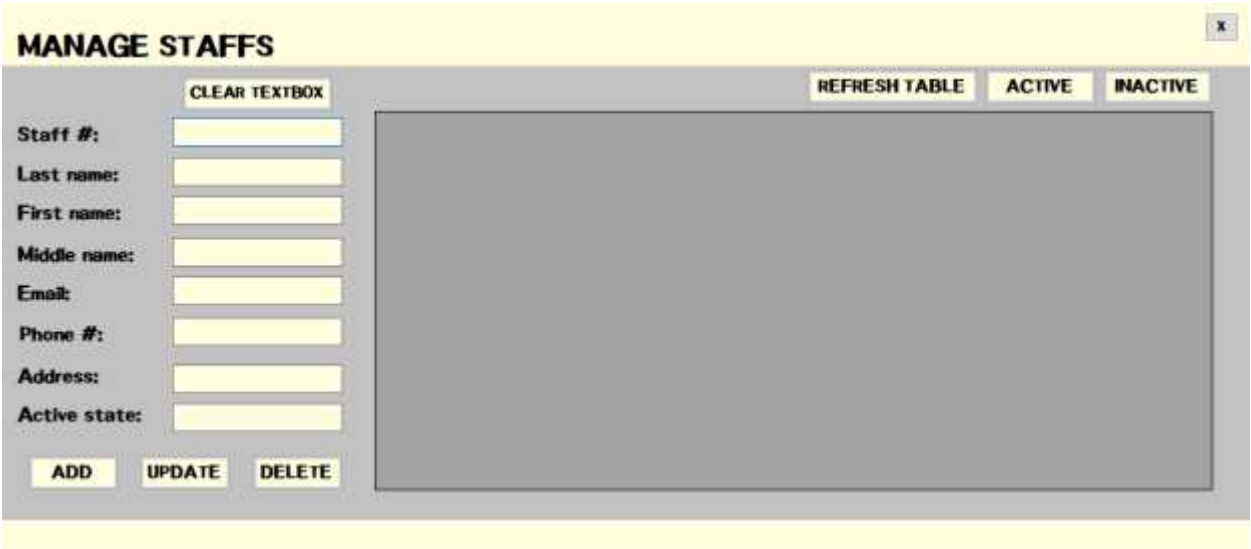 X
MANAGE STAFFS
CLEAR TEXTBOX
REFRESH TABLE ACTIVE INACTIVE
Staff #:
Last name:
First name:
Middle name:
Email:
Phone #:
Address:
Active state:
ADD UPDATE DELETE